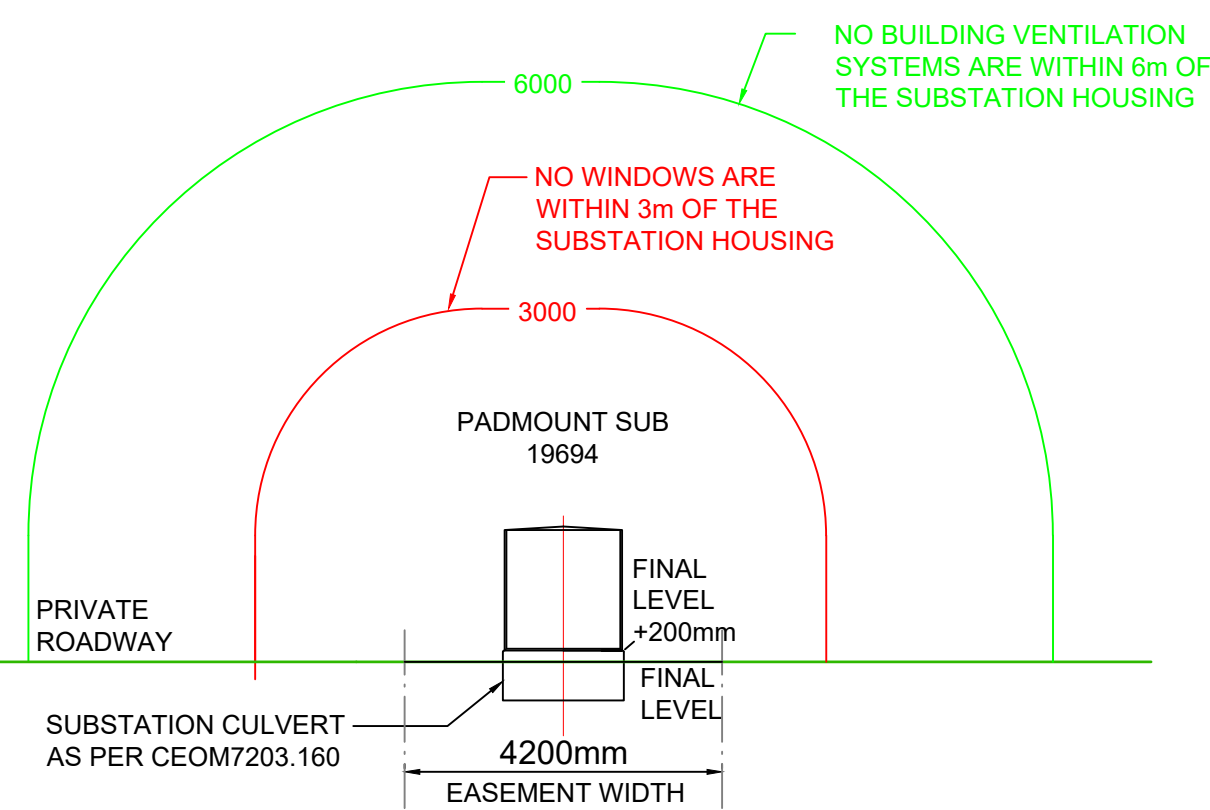 NO BUILDING VENTILATION
SYSTEMS ARE WITHIN 6m OF
THE SUBSTATION HOUSING
6000
NO WINDOWS ARE
WITHIN 3m OF THE
SUBSTATION HOUSING
3000
PADMOUNT SUB
19694
FINAL
LEVEL
+200mm
PRIVATE
ROADWAY
FINAL
LEVEL
SUBSTATION CULVERT
AS PER CEOM7203.160
4200mm
EASEMENT WIDTH